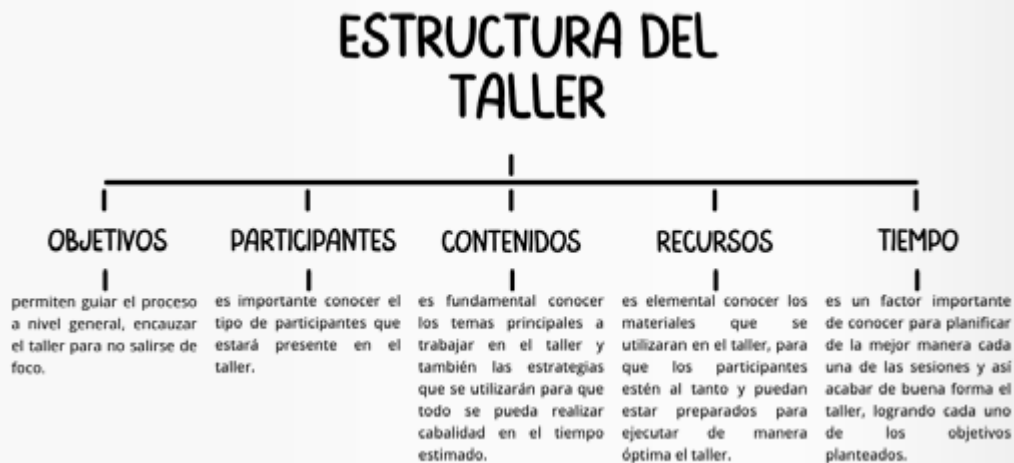 ESTRUCTURA DEL
TALLER
OBJETIVOS
permiten guiar el proceso
a nivel general, encauzar
el taller para no salirse de
foco.
PARTICIPANTES
es importante conocer el
tipo de participantes que
estará presente en el
taller.
CONTENIDOS
es fundamental conocer
los temas principales a
trabajar en el taller y
también las estrategias
que se utilizarán para que
todo se pueda realizar
cabalidad en el tiempo
estimado.
RECURSOS
es elemental conocer los
materiales que se
utilizaran en el taller, para
que los participantes
estén al tanto y puedan
estar preparados para
ejecutar de manera
óptima el taller.
TIEMPO
es un factor importante
de conocer para planificar
de la mejor manera cada
una de las sesiones y así
acabar de buena forma el
taller, logrando cada uno
de los objetivos
planteados.